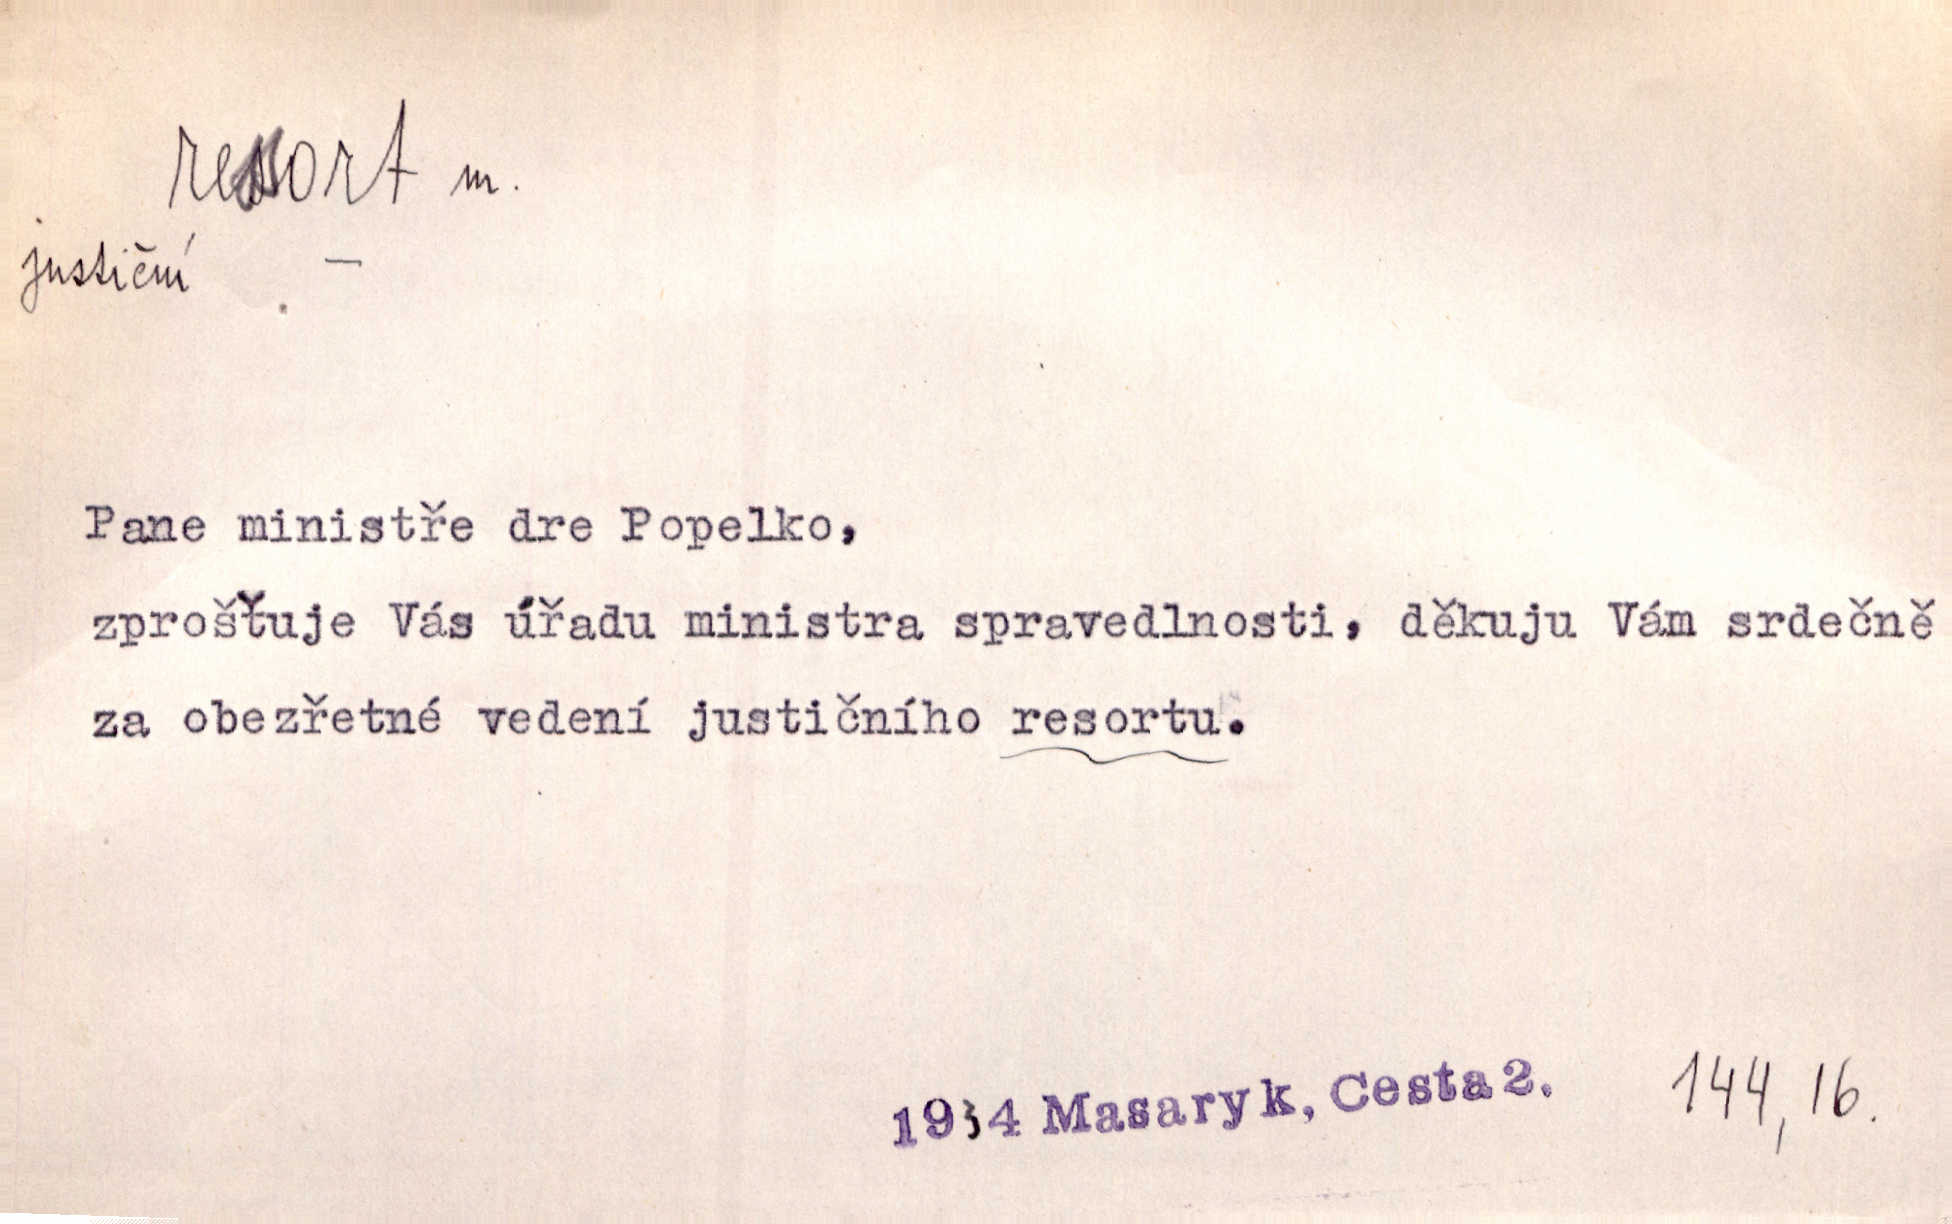 resort m.
justiční –
Pane ministře dre Popelko,
zprošťuje Vás úřadu ministra spravedlnosti, děkuju Vám srdečně
za obezřetné vedení justičního resortu.
1934 Masaryk, Cesta 2. 144, 16.